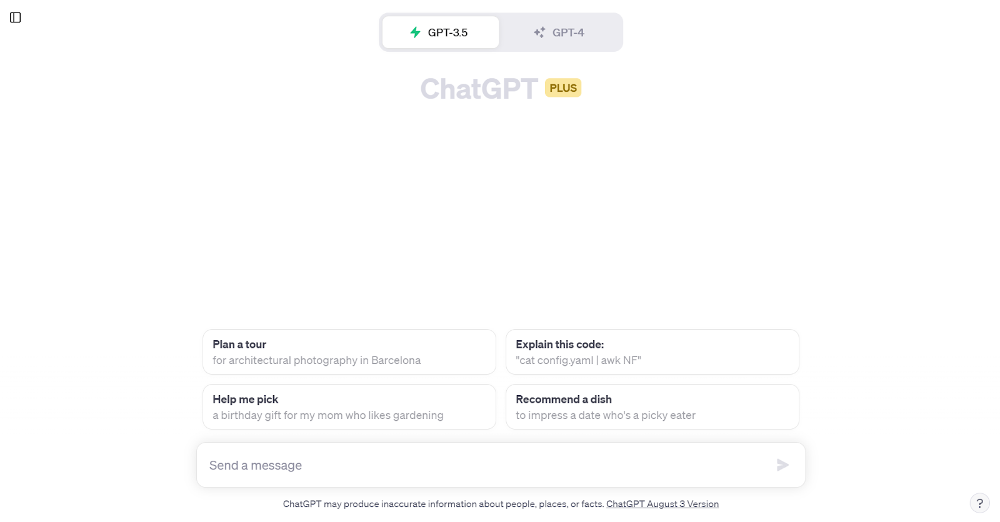 GPT-3.5
GPT-4
ChatGPT PLUS
Plan a tour
for architectural photography in Barcelona
Explain this code:
"cat config.yaml | awk NF"
Help me pick
a birthday gift for my mom who likes gardening
Recommend a dish
to impress a date who's a picky eater
Send a message
ChatGPT may produce inaccurate information about people, places, or facts. ChatGPT August 3 Version
?